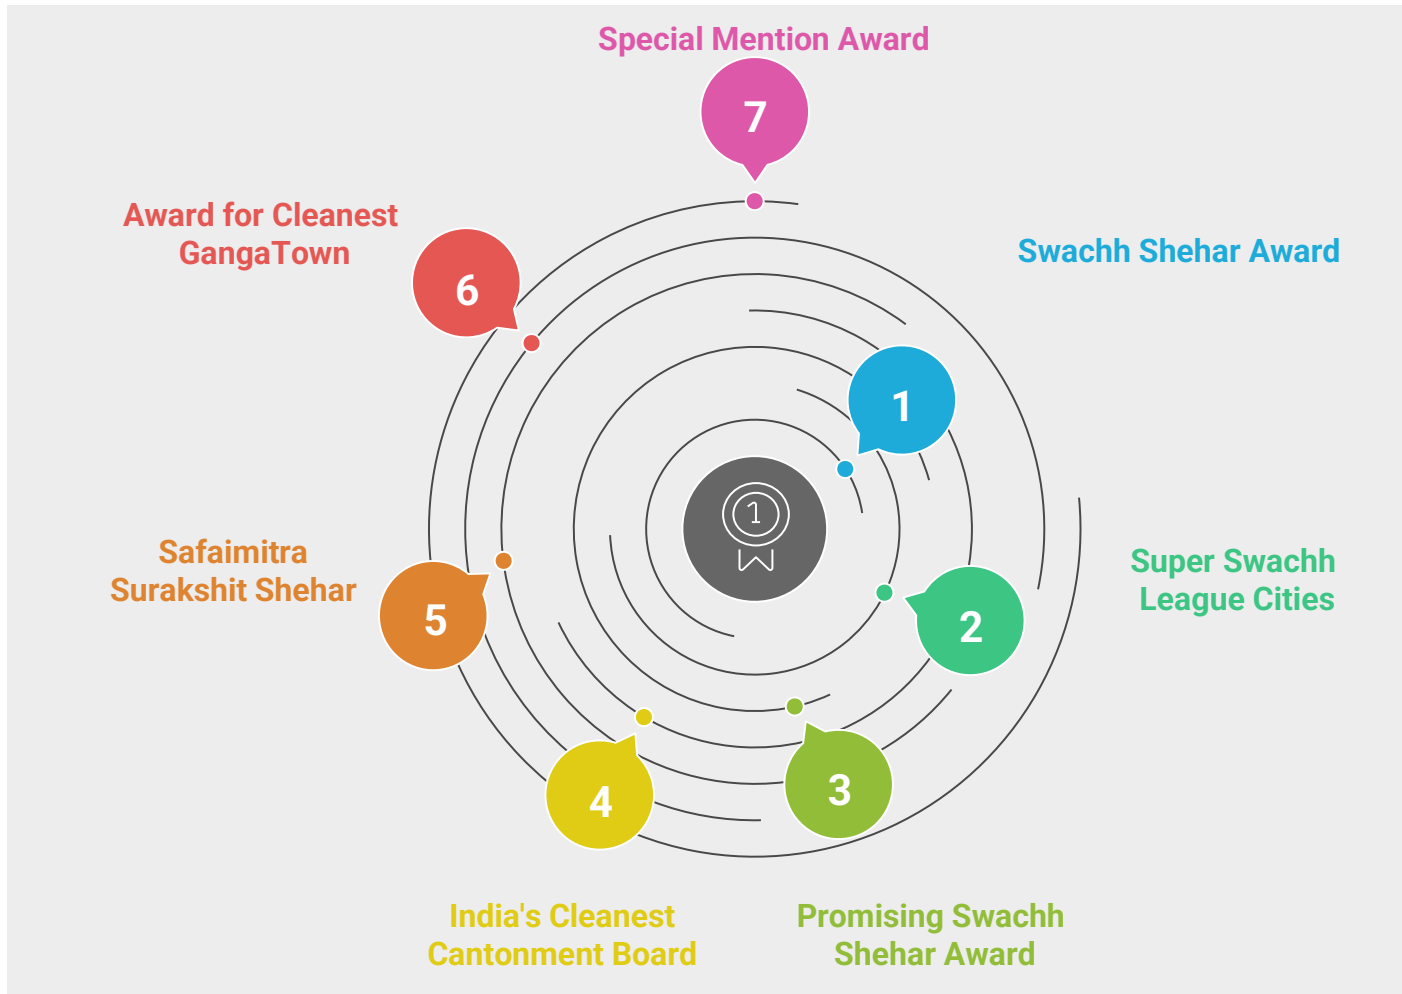 Special Mention Award
7
Award for Cleanest
GangaTown
6
Swachh Shehar Award
1
1
Safaimitra
Surakshit Shehar
5
Super Swachh
League Cities
2
3
4
India's Cleanest
Cantonment Board
Promising Swachh
Shehar Award